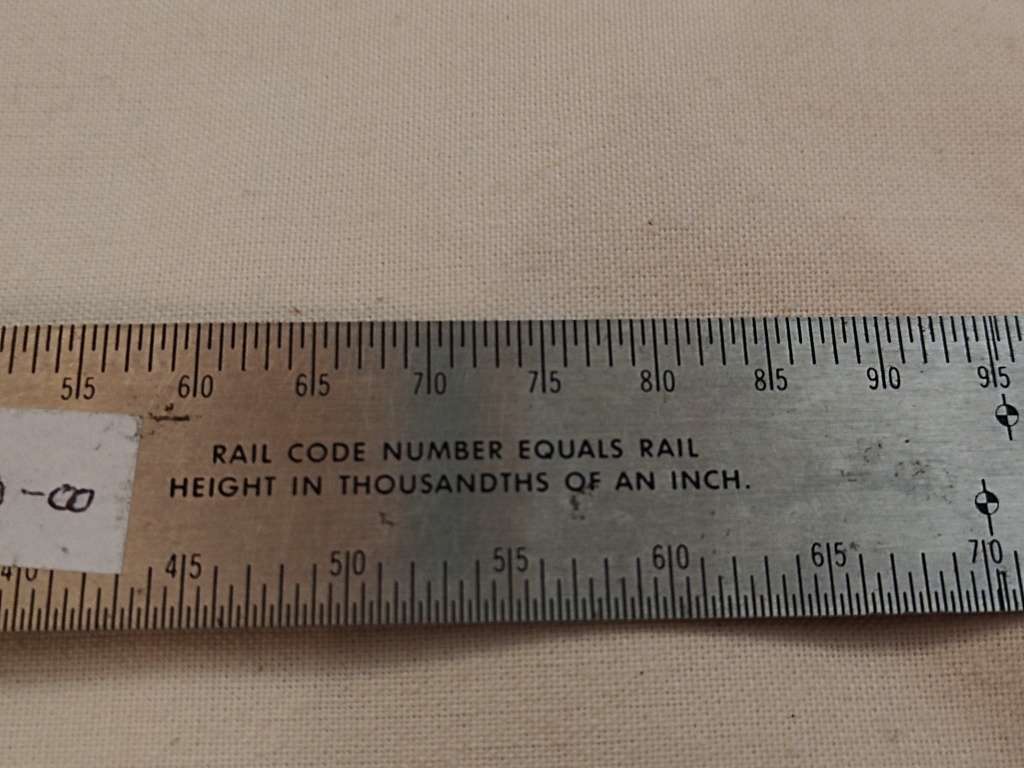 55 60 65 70 75 80 85 90 95
RAIL CODE NUMBER EQUALS RAIL
HEIGHT IN THOUSANDTHS OF AN INCH.
-00
40 45 50 55 60 65 70